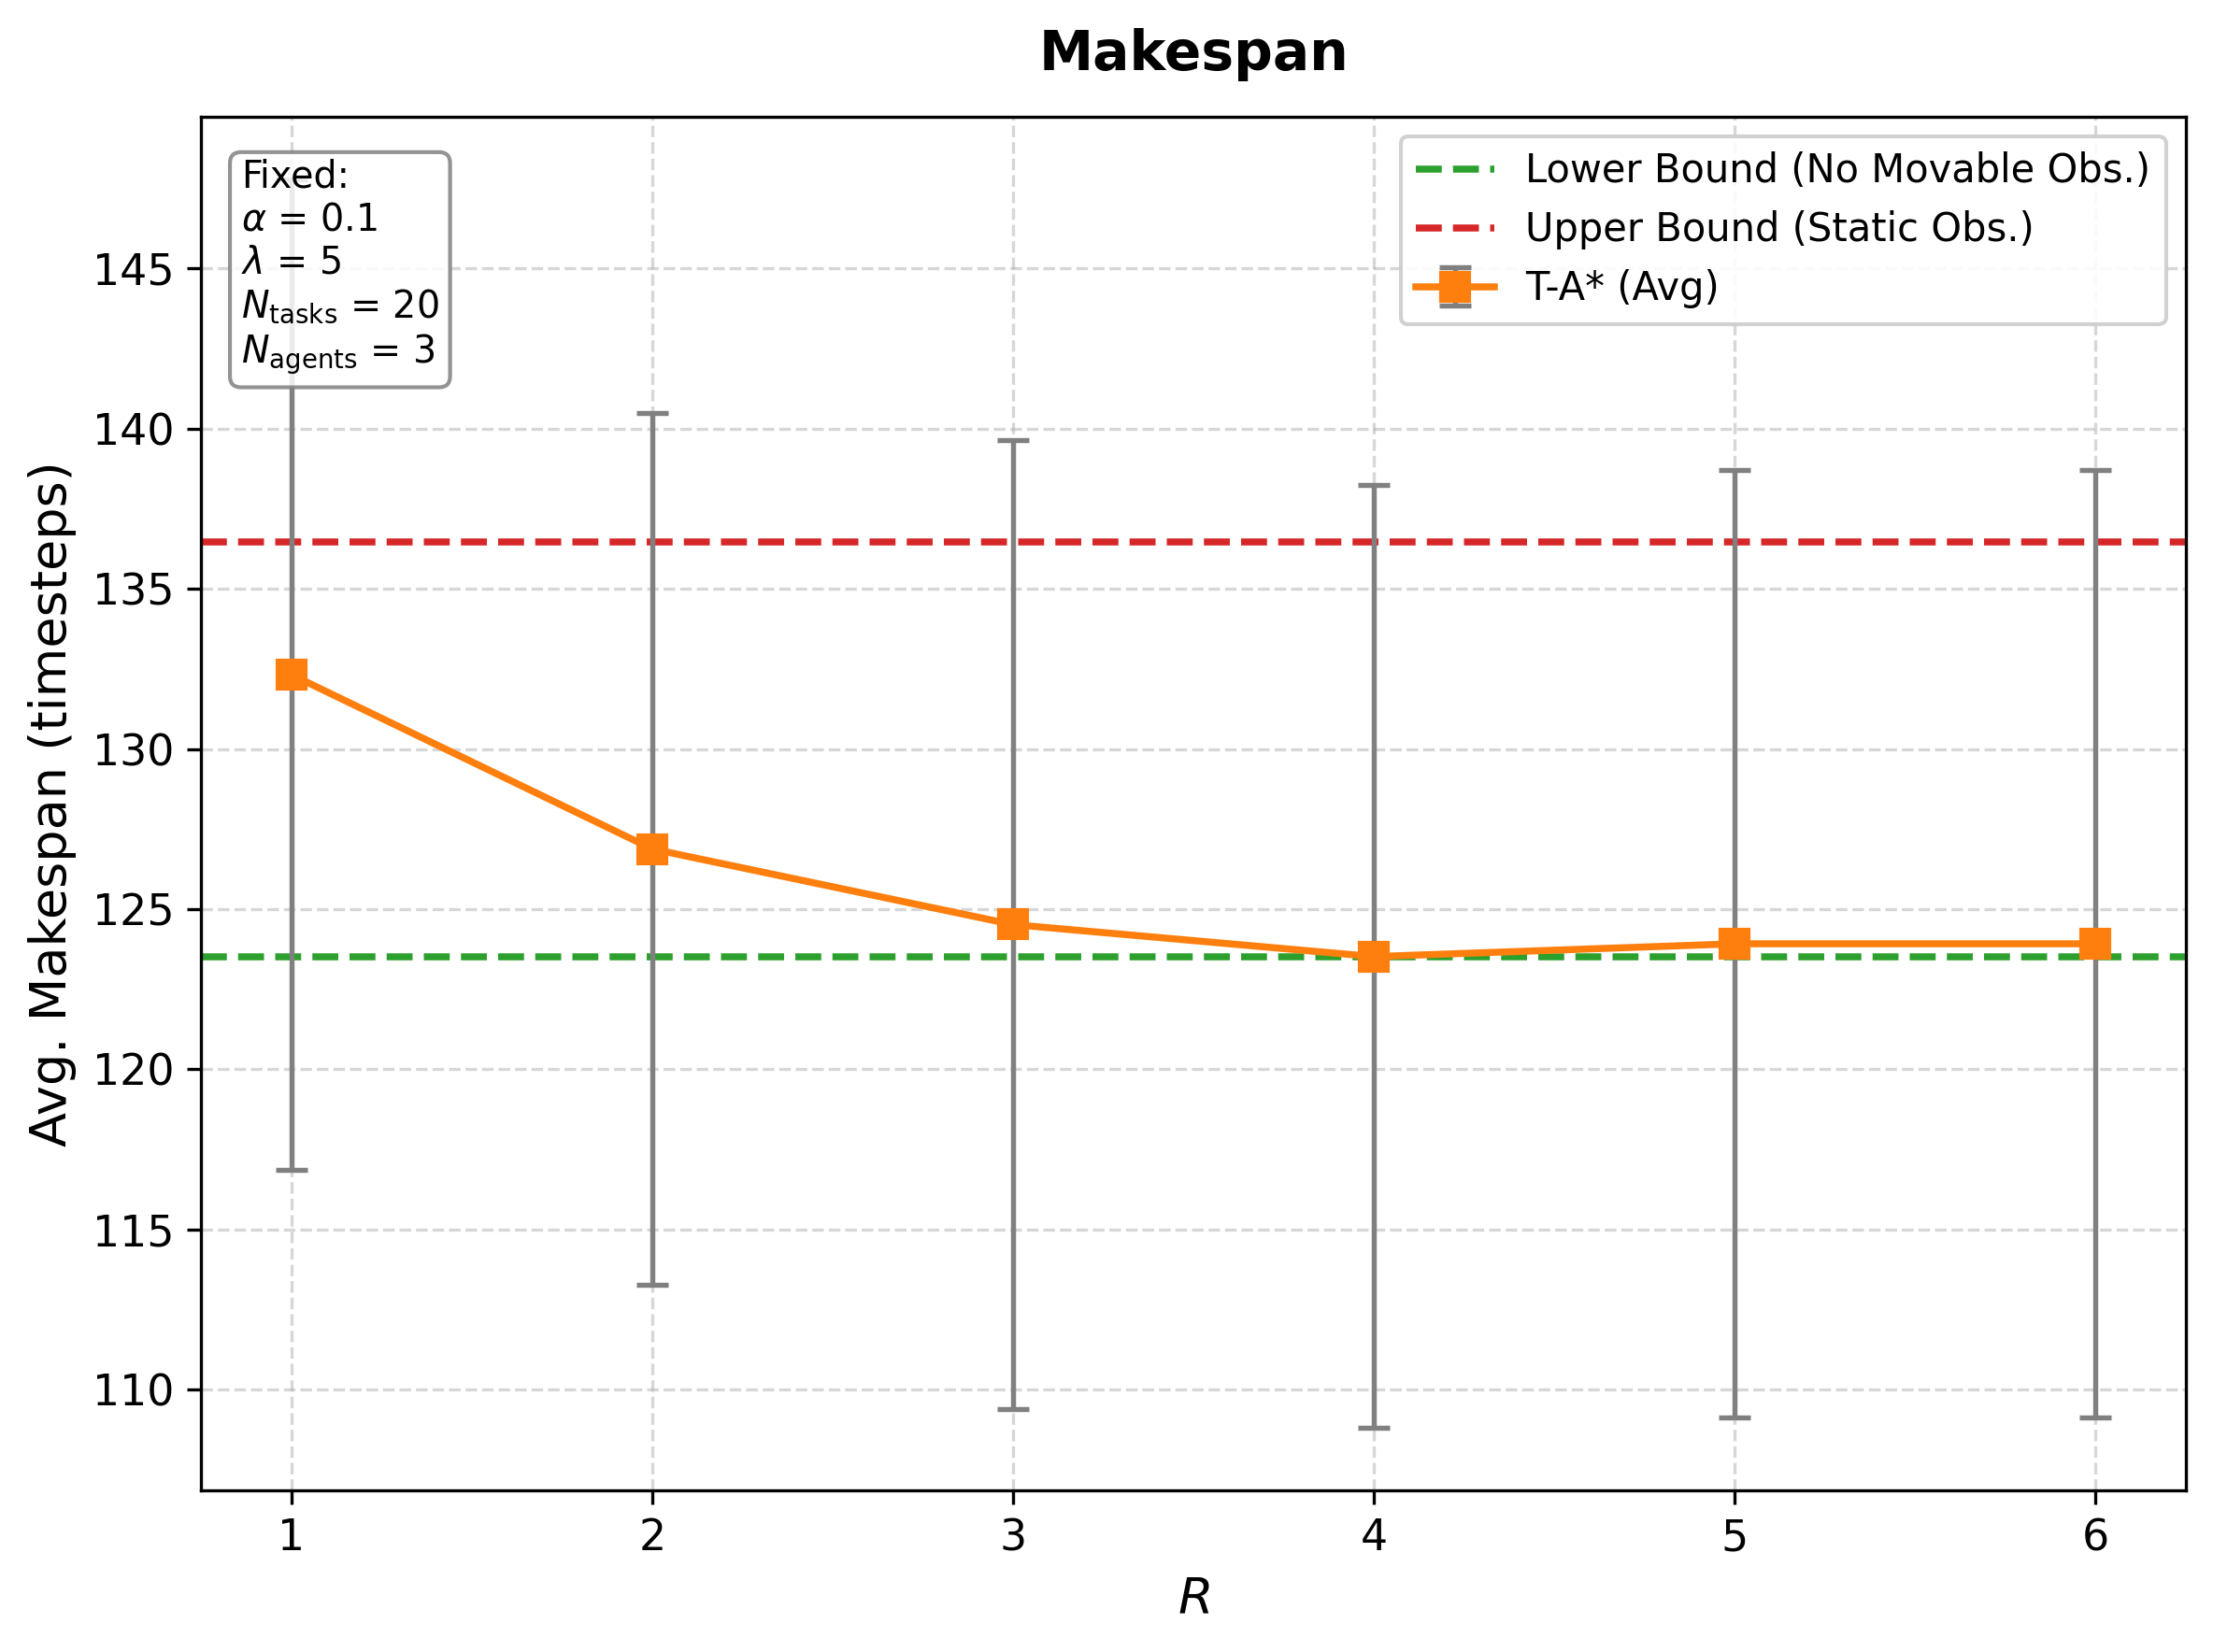 Makespan
Fixed:
α = 0.1
λ = 5
N_tasks = 20
N_agents = 3
Lower Bound (No Movable Obs.)
Upper Bound (Static Obs.)
T-A* (Avg)
Avg. Makespan (timesteps)
145
140
135
130
125
120
115
110
1 2 3 4 5 6
R